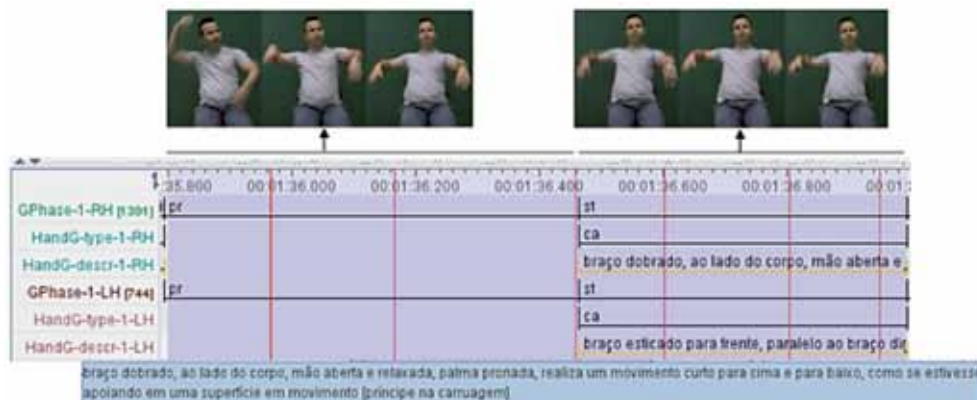 35.800 00:01:36.000 00:01:36.200 00:01:36.400 00:01:36.600 00:01:36.800 00:01:
GPhase-1-RH [1301] pr st
HandG-type-1-RH ca
HandG-descr-1-RH braço dobrado, ao lado do corpo, mão aberta e
GPhase-1-LH [744] pr st
HandG-type-1-LH ca
HandG-descr-1-LH braço esticado para frente, paralelo ao braço
braço dobrado, ao lado do corpo, mão aberta e relaxada, palma pronada, realiza um movimento curto para cima e para baixo, como se estivesse
apoiando em uma superfície em movimento [príncipe na carruagem]